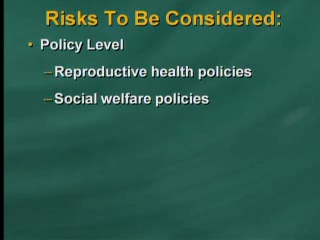 Risks To Be Considered:
• Policy Level
– Reproductive health policies
– Social welfare policies